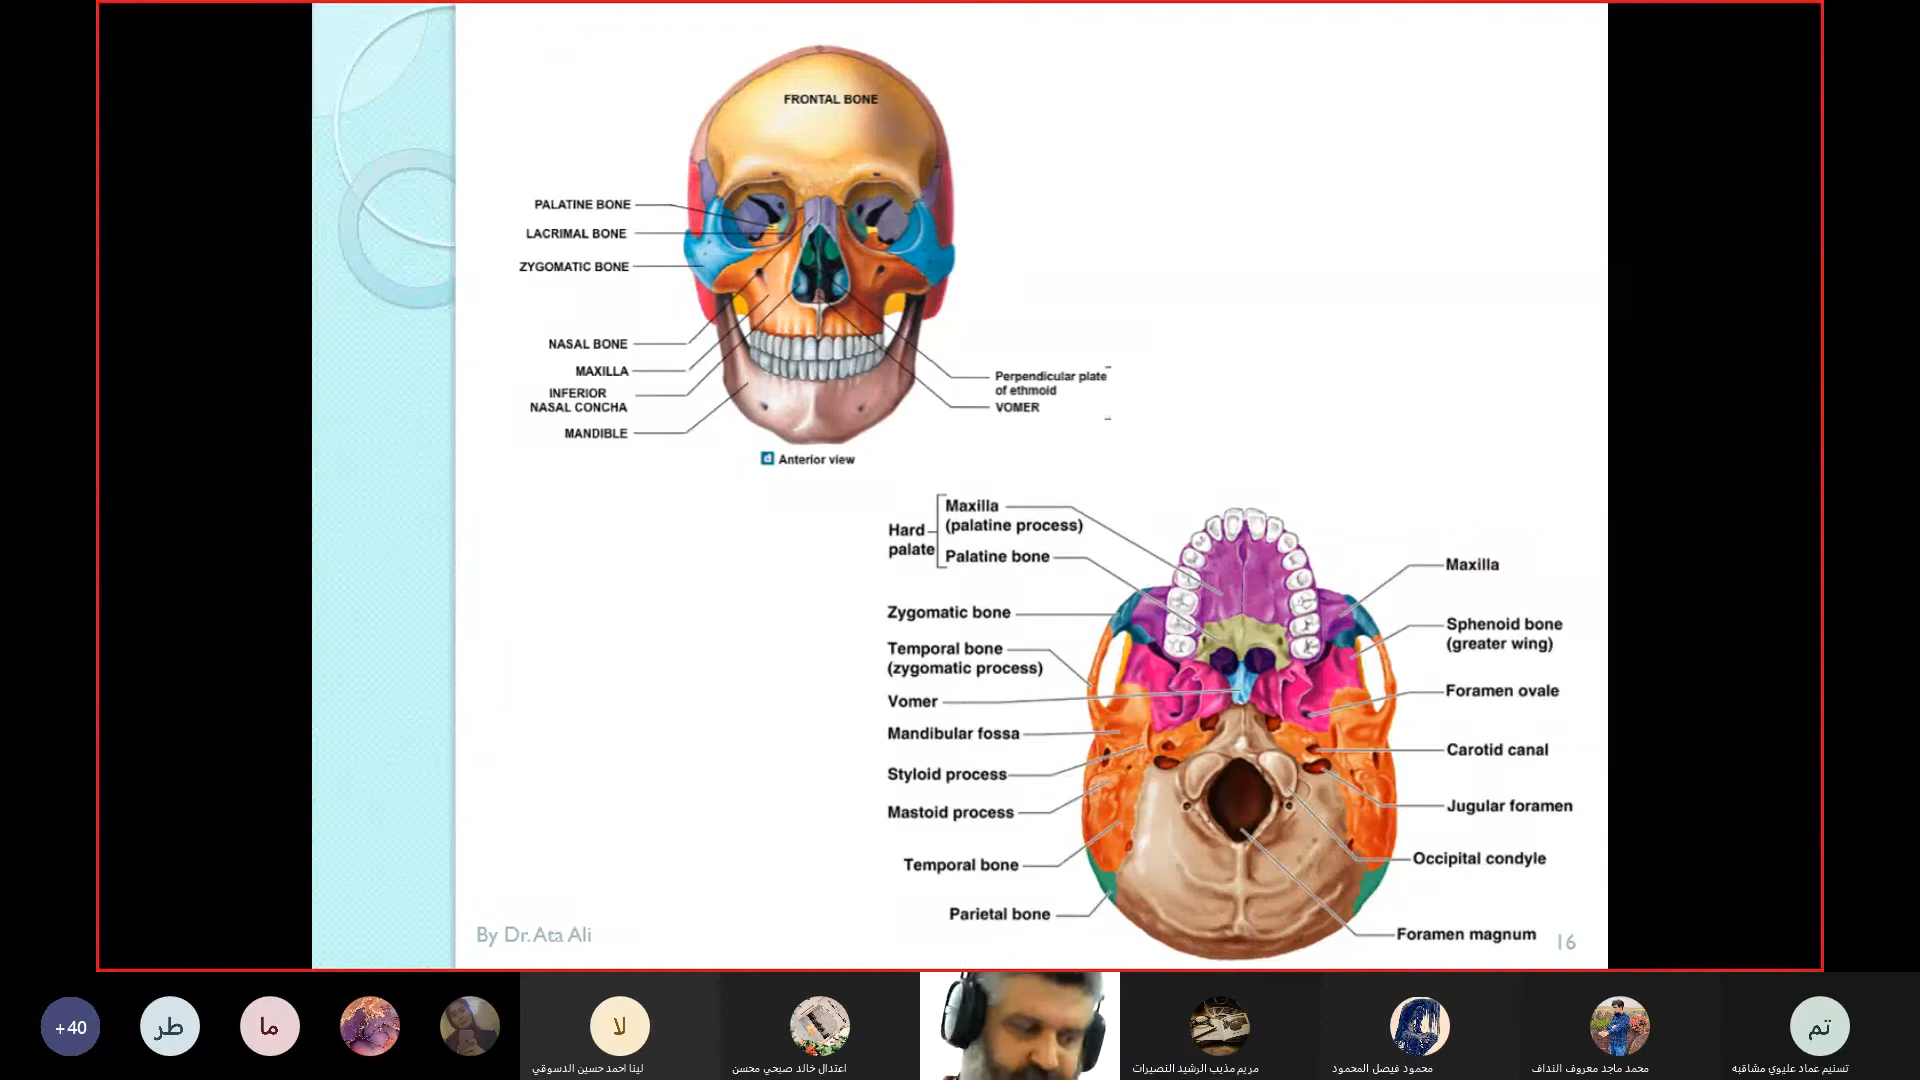 FRONTAL BONE
PALATINE BONE
LACRIMAL BONE
ZYGOMATIC BONE
NASAL BONE
MAXILLA
INFERIOR
NASAL CONCHA
MANDIBLE
Perpendicular plate
of ethmoid
VOMER
d Anterior view
Hard
palate
Maxilla
(palatine process)
Palatine bone
Zygomatic bone
Temporal bone
(zygomatic process)
Vomer
Mandibular fossa
Styloid process
Mastoid process
Temporal bone
Parietal bone
Maxilla
Sphenoid bone
(greater wing)
Foramen ovale
Carotid canal
Jugular foramen
Occipital condyle
Foramen magnum
By Dr. Ata Ali
16
+40
طر
ما
لا
تم
لينا احمد حسين الدسوقي
اعتدال خالد صبحي محسن
مريم مذيب الرشيد النصيرات
محمود فيصل المحمود
محمد ماجد معروف النداف
تسنيم عماد عليوي مشاقبه